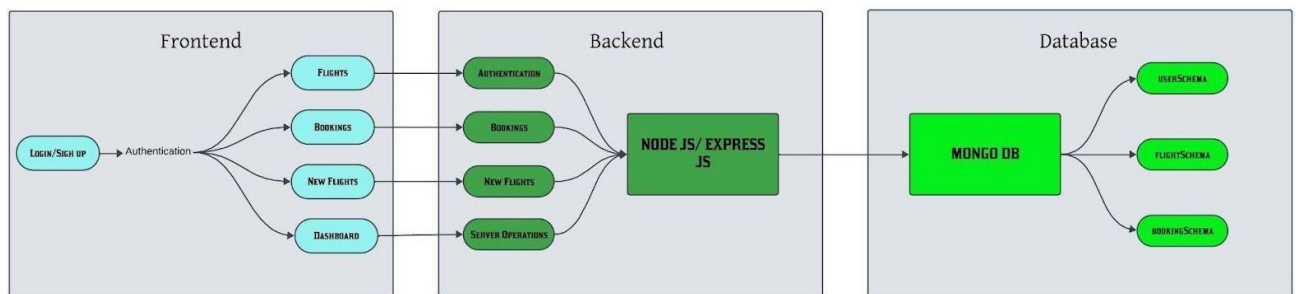 Frontend
Login/Sigh up
Authentication
Flights
Bookings
New Flights
Dashboard
Backend
Authentication
Bookings
New Flights
Server Operations
NODE JS/ EXPRESS
JS
Database
MONGO DB
userSchema
flightSchema
bookingSchema